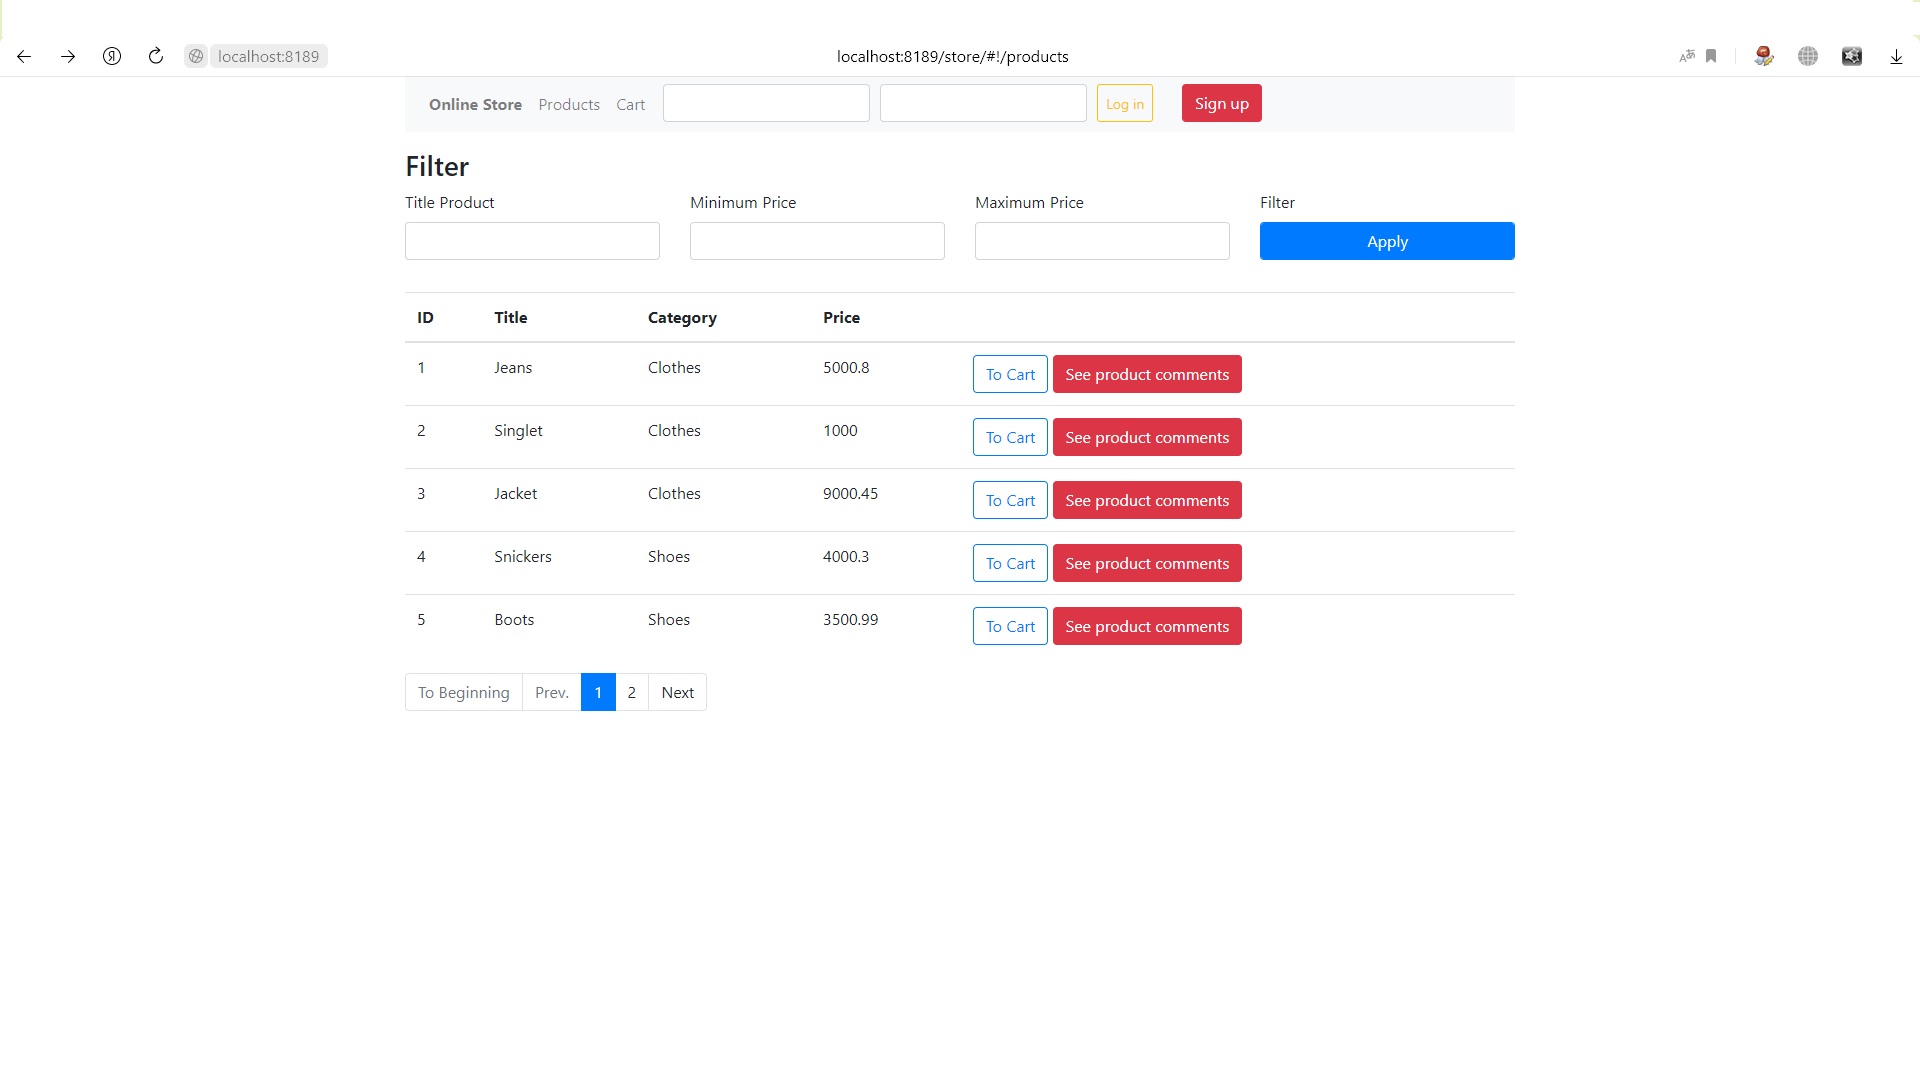 localhost:8189 localhost:8189/store/#!/products
Online Store Products Cart Log in Sign up
Filter
Title Product Minimum Price Maximum Price Filter
Apply
ID Title Category Price
1 Jeans Clothes 5000.8 To Cart See product comments
2 Singlet Clothes 1000 To Cart See product comments
3 Jacket Clothes 9000.45 To Cart See product comments
4 Snickers Shoes 4000.3 To Cart See product comments
5 Boots Shoes 3500.99 To Cart See product comments
To Beginning Prev. 1 2 Next